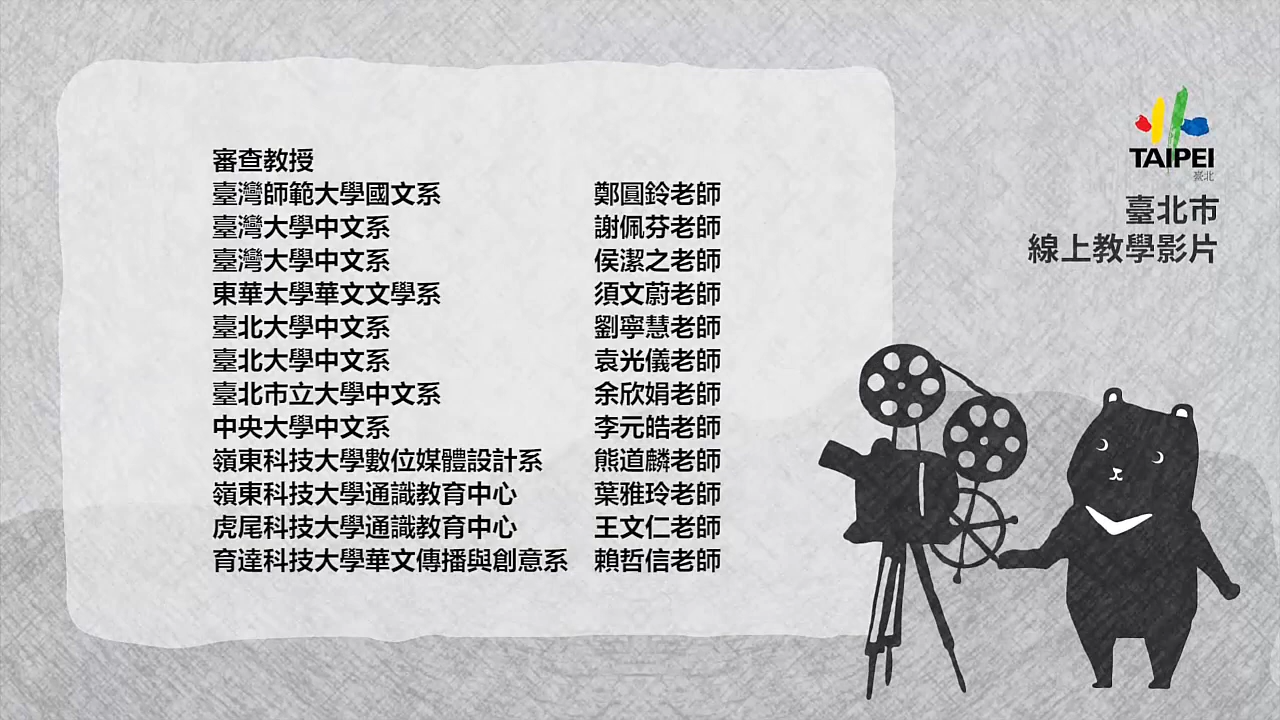 審查教授
臺灣師範大學國文系 鄭圓鈴老師
臺灣大學中文系 謝佩芬老師
臺灣大學中文系 侯潔之老師
東華大學華文文學系 須文蔚老師
臺北大學中文系 劉寧慧老師
臺北大學中文系 袁光儀老師
臺北市立大學中文系 余欣娟老師
中央大學中文系 李元皓老師
嶺東科技大學數位媒體設計系 熊道麟老師
嶺東科技大學通識教育中心 葉雅玲老師
虎尾科技大學通識教育中心 王文仁老師
育達科技大學華文傳播與創意系 賴哲信老師
TAIPEI
臺北
臺北市
線上教學影片